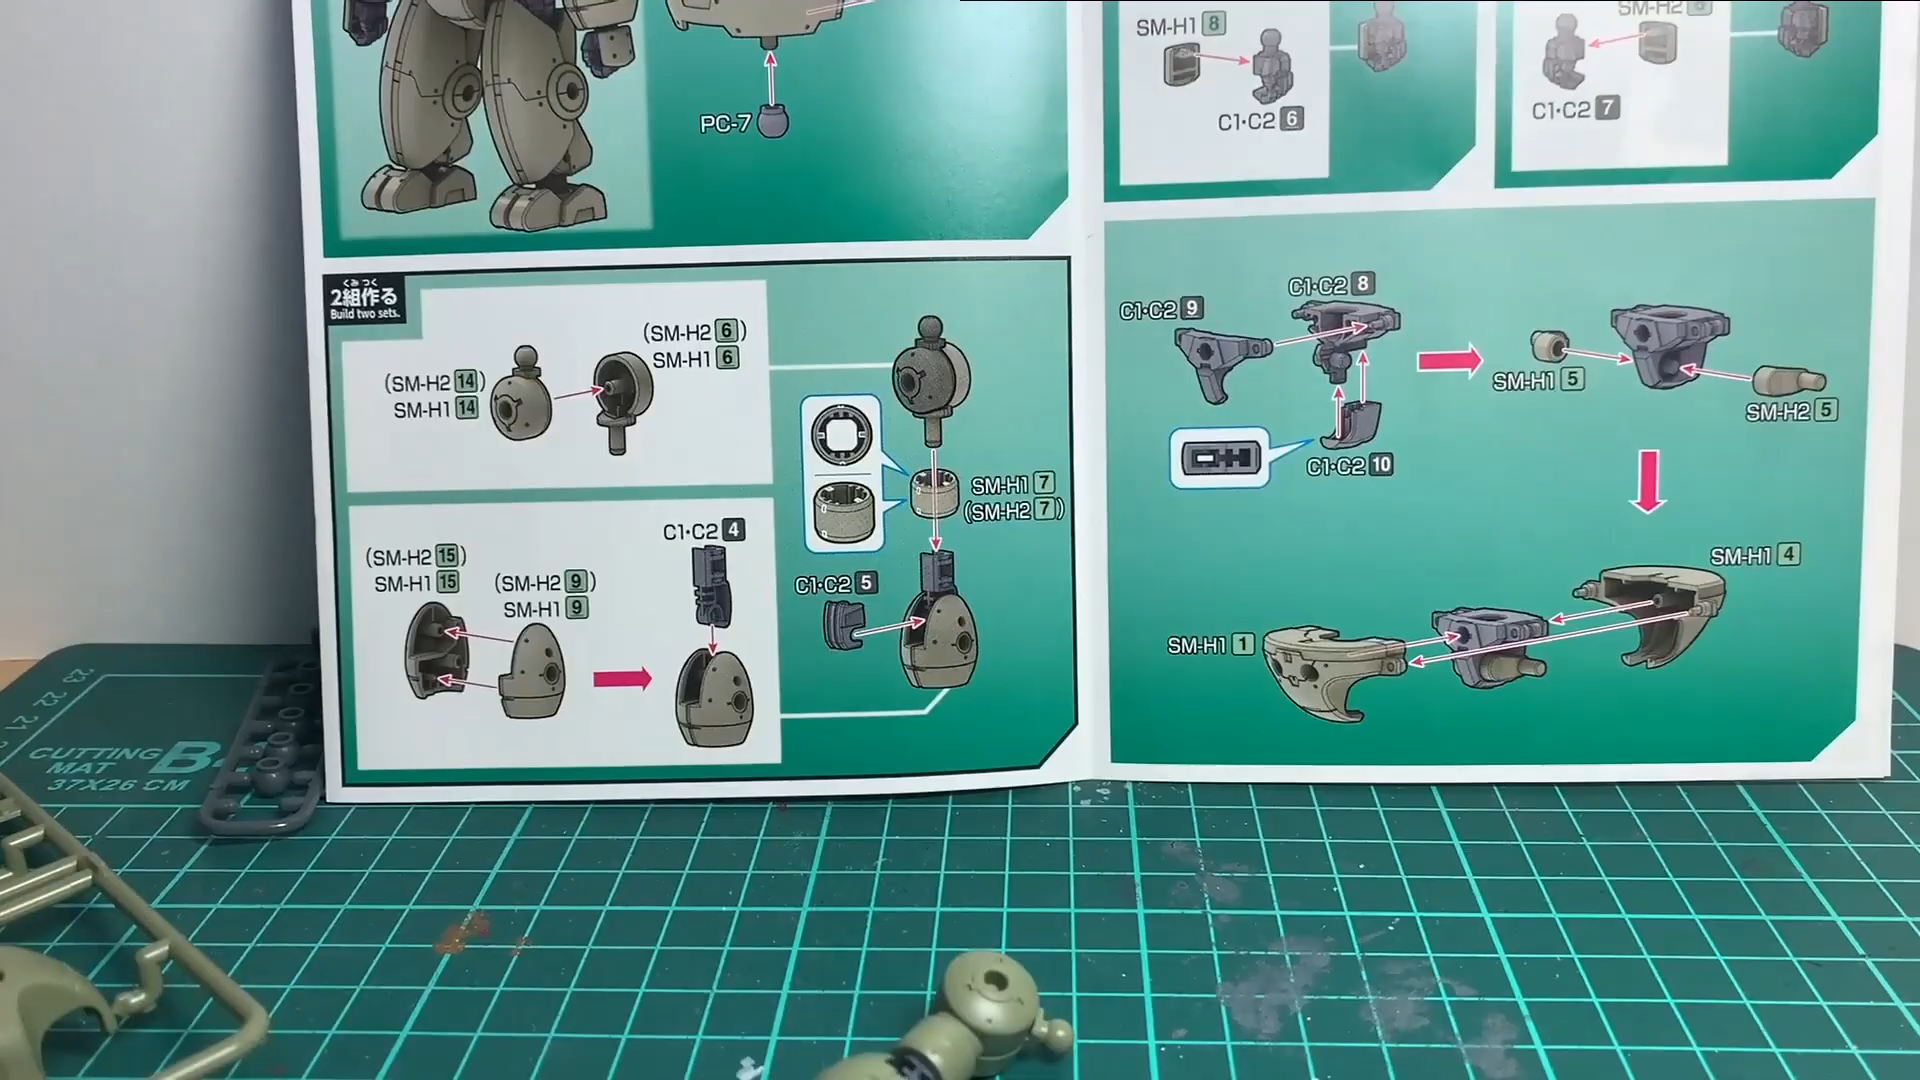 PC-7
くみ つく
2組作る
Build two sets.
(SM-H2 14)
SM-H1 14
(SM-H2 6)
SM-H1 6
SM-H1 7
(SM-H2 7)
(SM-H2 15)
SM-H1 15
(SM-H2 9)
SM-H1 9
C1·C2 4
C1·C2 5
SM-H1 8
C1·C2 6
SM-H2
C1·C2 7
C1·C2 9
C1·C2 8
C1·C2 10
SM-H1 5
SM-H2 5
SM-H1 4
SM-H1 1
23
22
21
CUTTING
MAT
B
37X26 CM